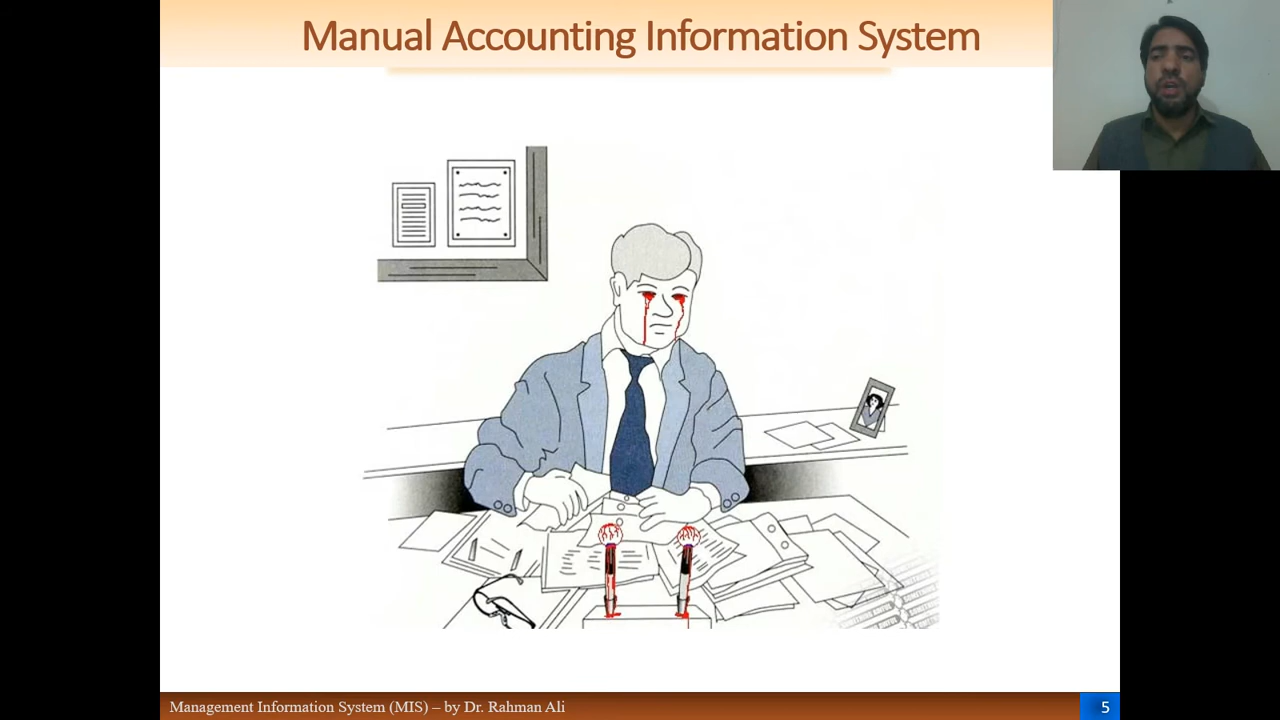 Manual Accounting Information System
Management Information System (MIS) – by Dr. Rahman Ali
5